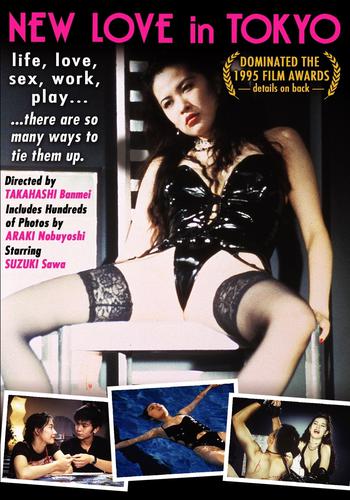 NEW LOVE in TOKYO
life, love,
sex, work,
play...
...there are so
many ways to
tie them up.
DOMINATED THE
1995 FILM AWARDS
— details on back —
Directed by
TAKAHASHI Banmei
Includes Hundreds
of Photos by
ARAKI Nobuyoshi
Starring
SUZUKI Sawa